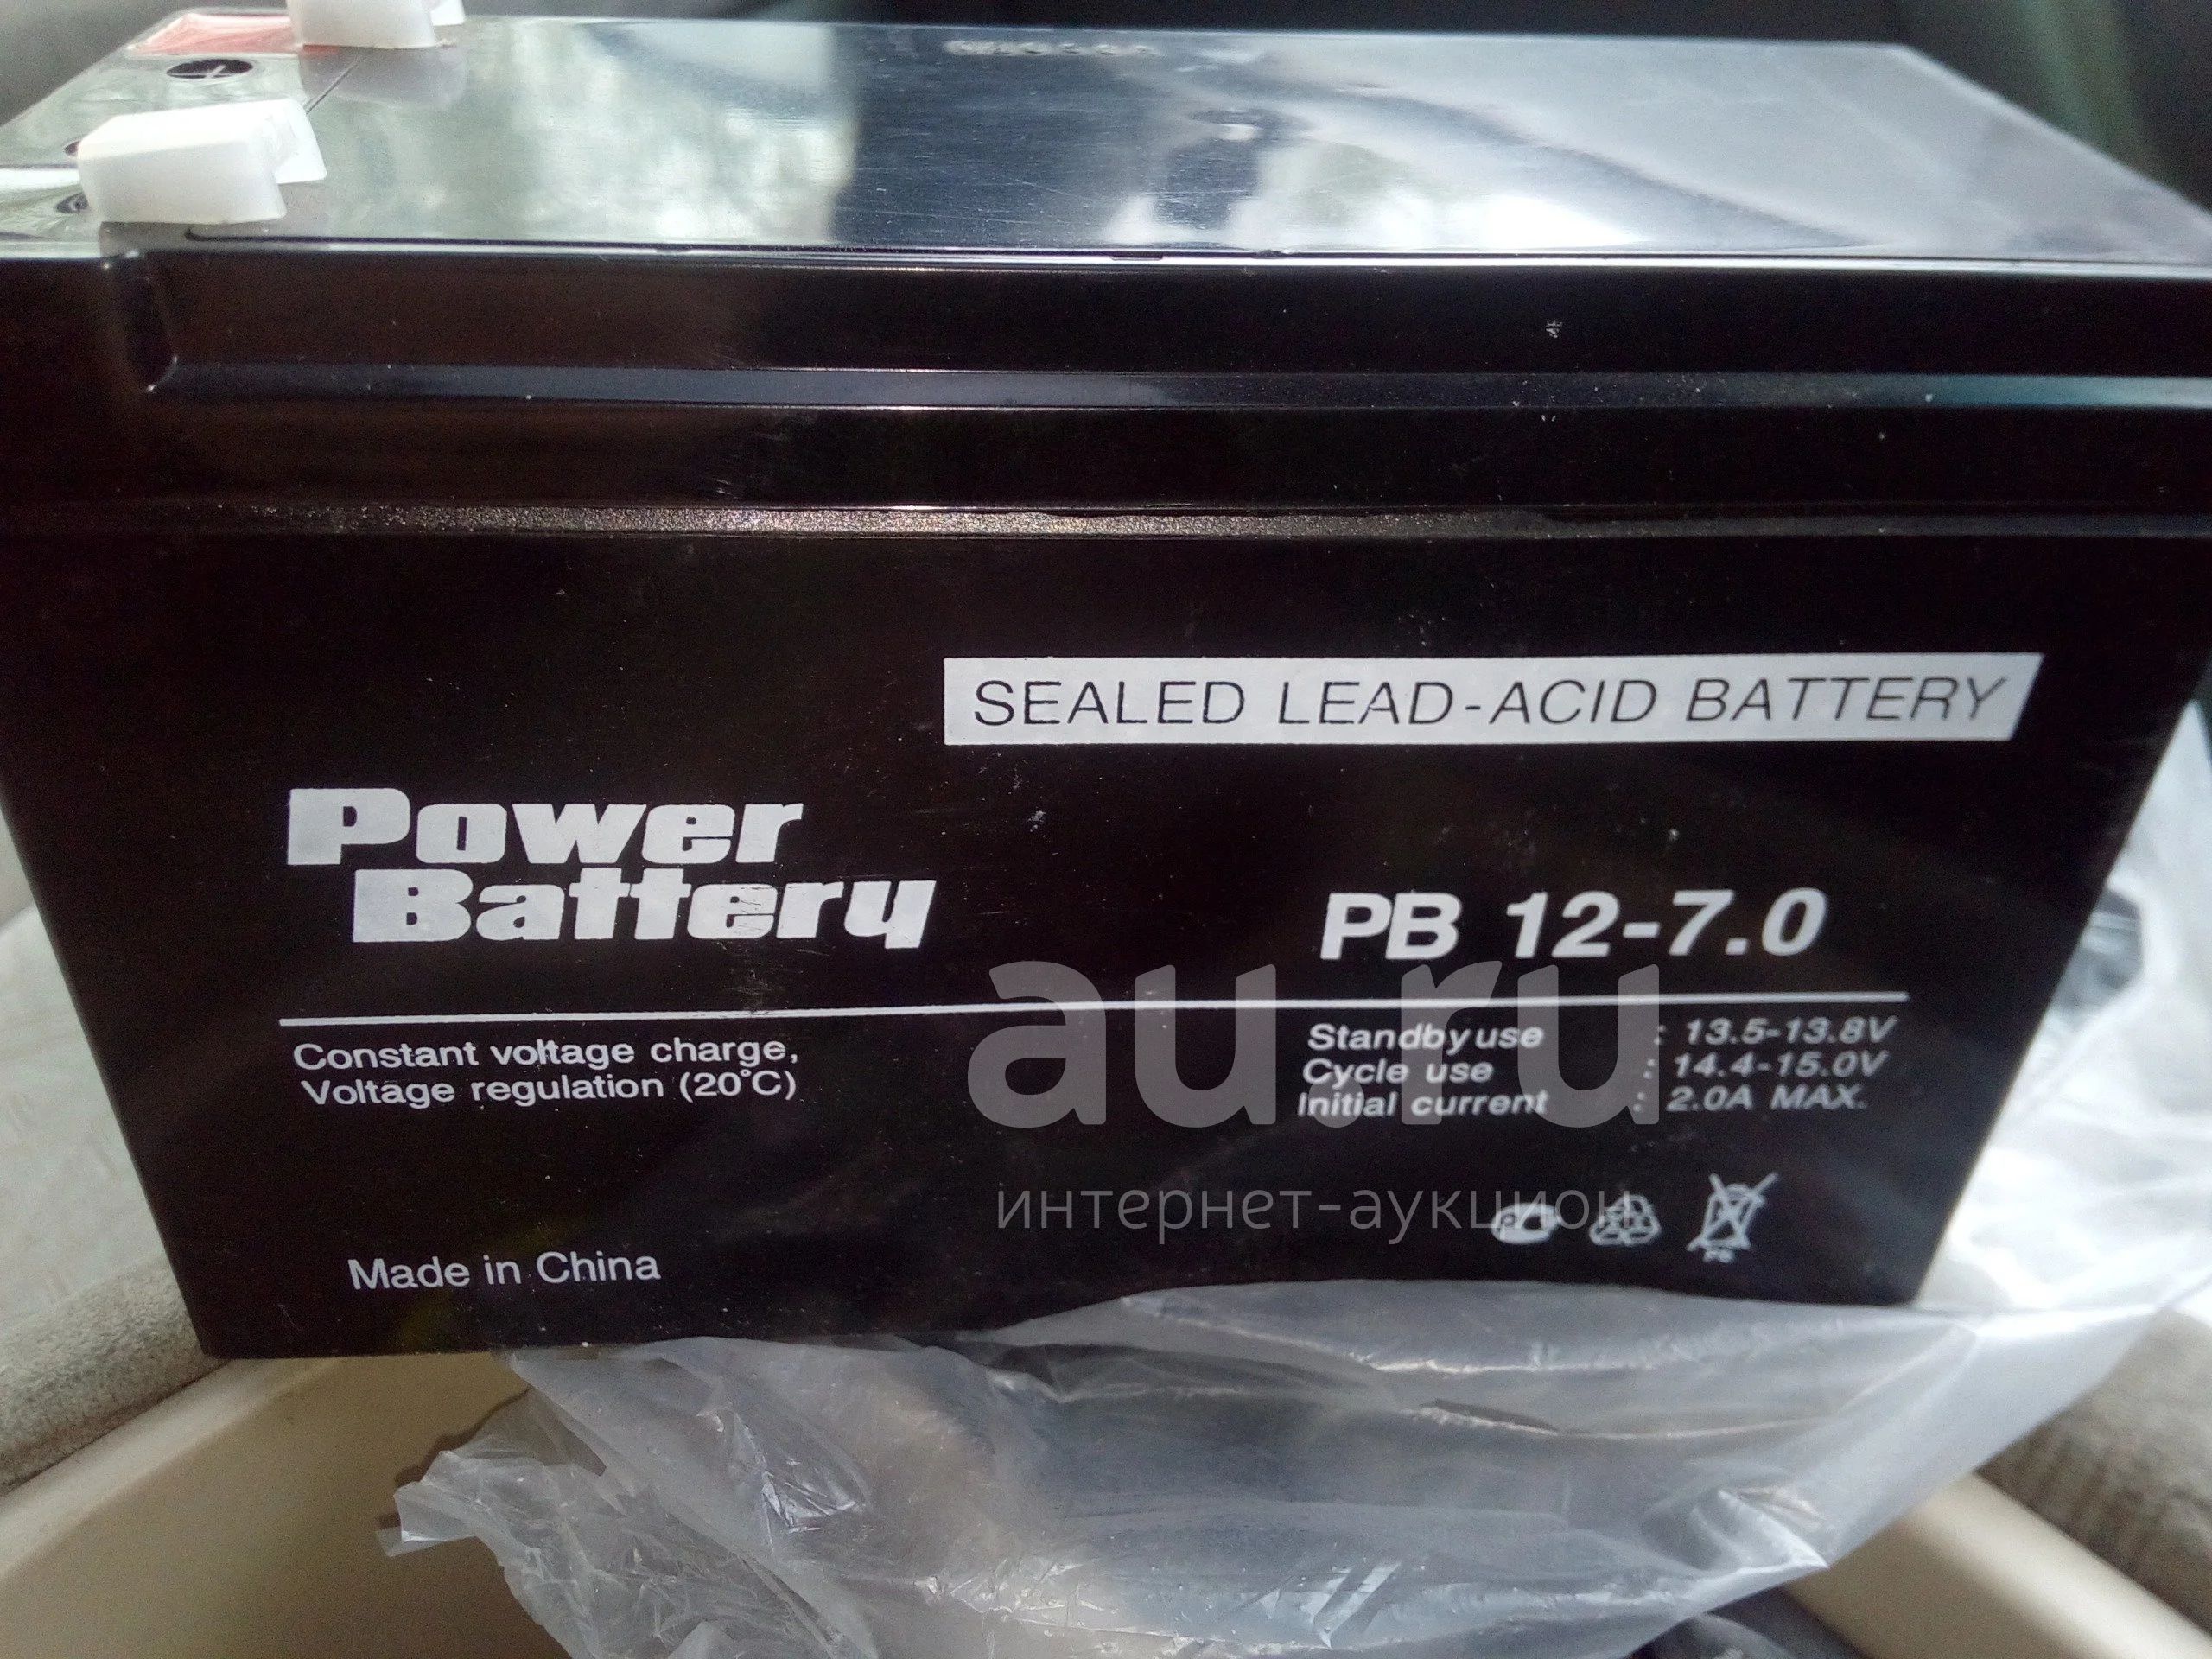 SEALED LEAD-ACID BATTERY
Power
Battery
PB 12-7.0
Constant voltage charge,
Voltage regulation (20°C)
Standby use : 13.5-13.8V
Cycle use : 14.4-15.0V
Initial current : 2.0A MAX.
au.ru
интернет-аукцион
Made in China
Pb